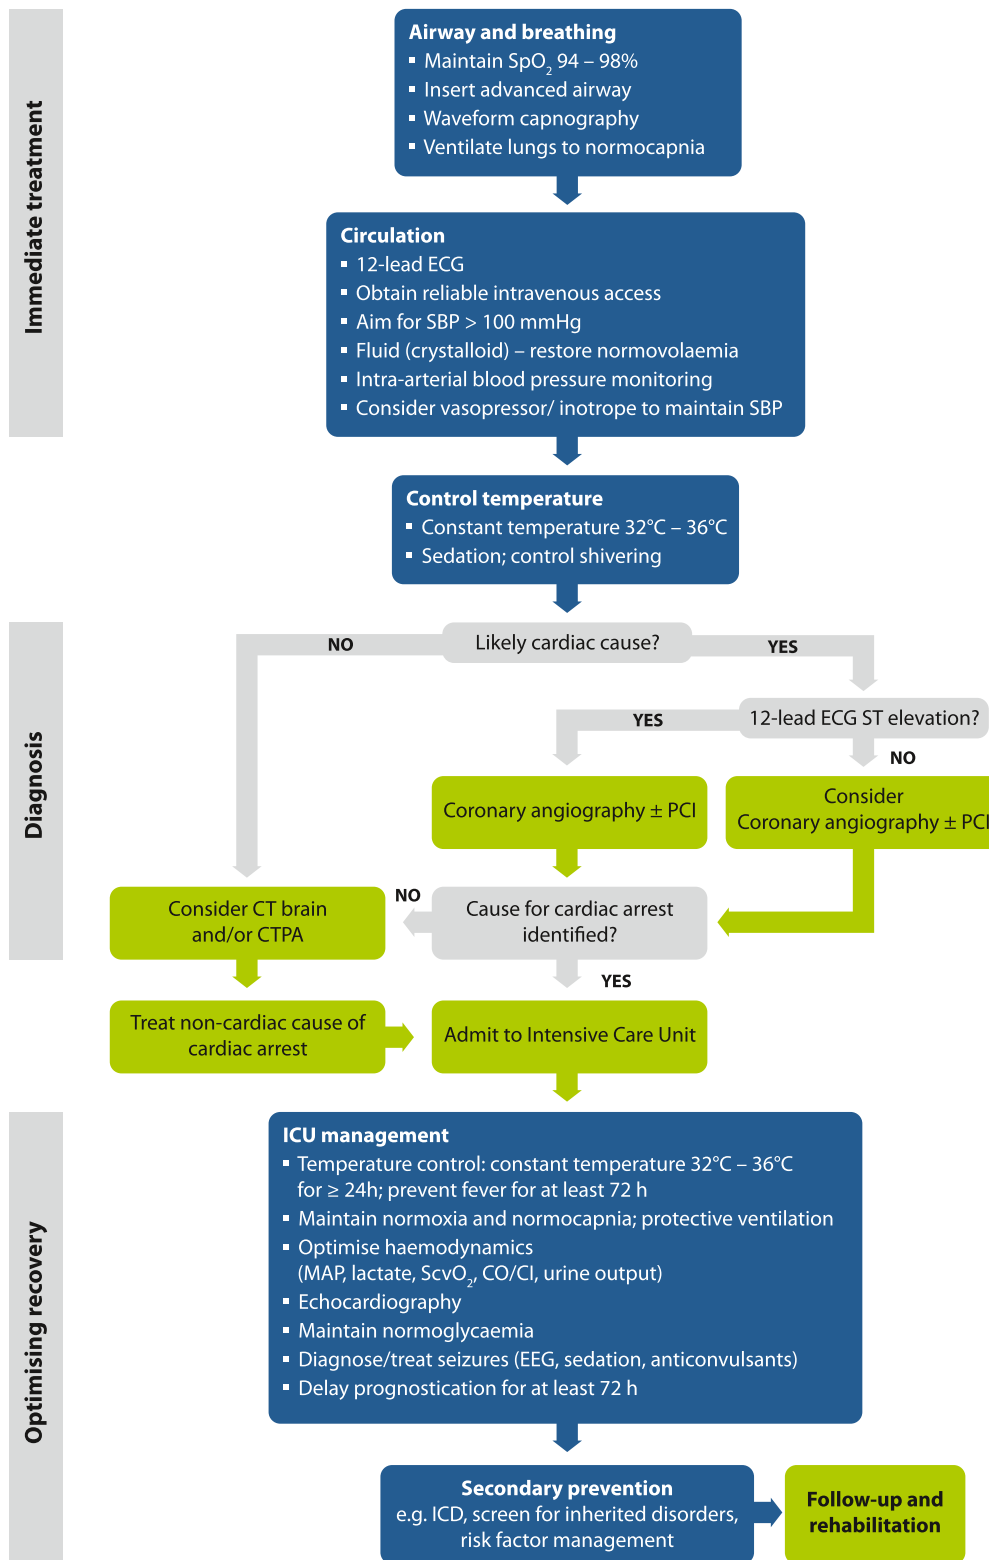 Immediate treatment
Airway and breathing
▪ Maintain SpO₂ 94 – 98%
▪ Insert advanced airway
▪ Waveform capnography
▪ Ventilate lungs to normocapnia
Circulation
▪ 12-lead ECG
▪ Obtain reliable intravenous access
▪ Aim for SBP > 100 mmHg
▪ Fluid (crystalloid) – restore normovolaemia
▪ Intra-arterial blood pressure monitoring
▪ Consider vasopressor/ inotrope to maintain SBP
Control temperature
▪ Constant temperature 32°C – 36°C
▪ Sedation; control shivering
Diagnosis
Likely cardiac cause?
NO
YES
12-lead ECG ST elevation?
YES
NO
Coronary angiography ± PCI
Consider
Coronary angiography ± PCI
Consider CT brain
and/or CTPA
NO
Cause for cardiac arrest
identified?
YES
Treat non-cardiac cause of
cardiac arrest
Admit to Intensive Care Unit
Optimising recovery
ICU management
▪ Temperature control: constant temperature 32°C – 36°C
for ≥ 24h; prevent fever for at least 72 h
▪ Maintain normoxia and normocapnia; protective ventilation
▪ Optimise haemodynamics
(MAP, lactate, ScvO₂, CO/CI, urine output)
▪ Echocardiography
▪ Maintain normoglycaemia
▪ Diagnose/treat seizures (EEG, sedation, anticonvulsants)
▪ Delay prognostication for at least 72 h
Secondary prevention
e.g. ICD, screen for inherited disorders,
risk factor management
Follow-up and
rehabilitation